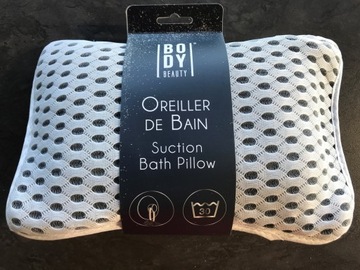 BO
DY
BEAUTY
OREILLER
DE BAIN
Suction
Bath Pillow
30